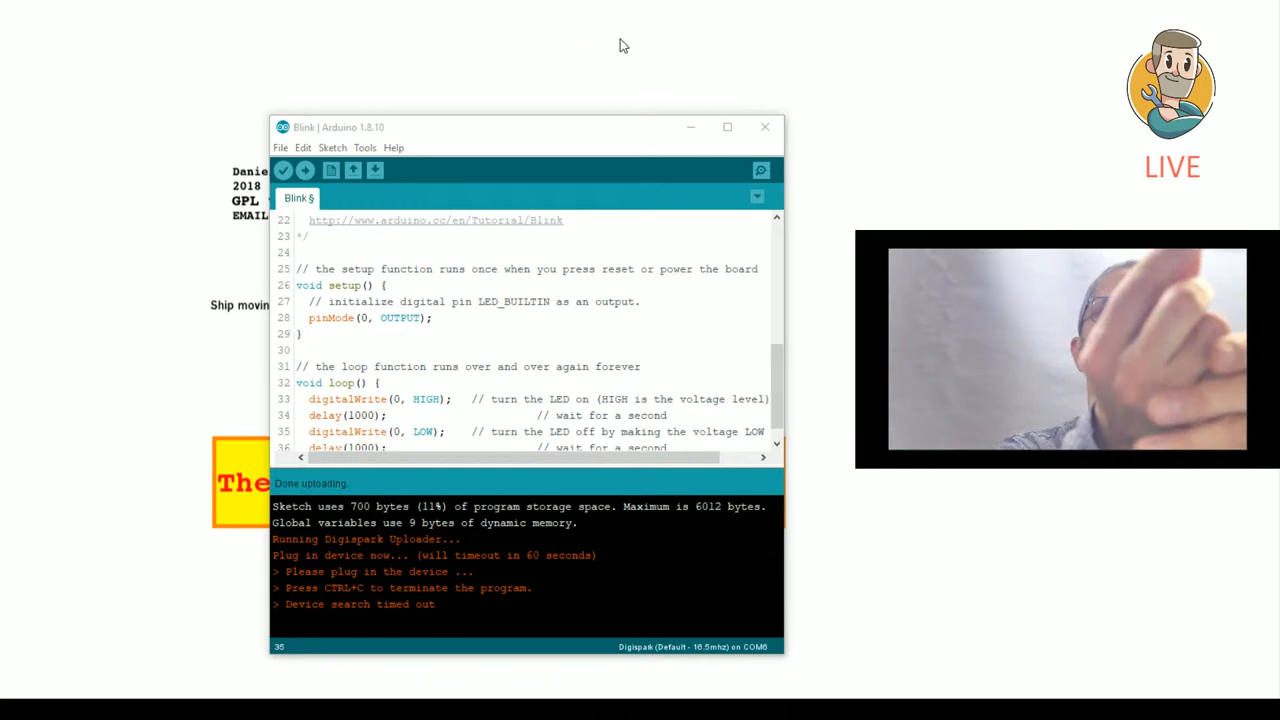 LIVE
Blink | Arduino 1.8.10
File Edit Sketch Tools Help
Blink §
Danie
2018
GPL
EMAIL
22 http://www.arduino.cc/en/Tutorial/Blink
23 */
24
25 // the setup function runs once when you press reset or power the board
26 void setup() {
27 // initialize digital pin LED_BUILTIN as an output.
28 pinMode(0, OUTPUT);
29 }
30
31 // the loop function runs over and over again forever
32 void loop() {
33 digitalWrite(0, HIGH); // turn the LED on (HIGH is the voltage level)
34 delay(1000); // wait for a second
35 digitalWrite(0, LOW); // turn the LED off by making the voltage LOW
36 delay(1000); // wait for a second
Ship movin
The
Done uploading.
Sketch uses 700 bytes (11%) of program storage space. Maximum is 6012 bytes.
Global variables use 9 bytes of dynamic memory.
Running Digispark Uploader...
Plug in device now... (will timeout in 60 seconds)
> Please plug in the device ...
> Press CTRL+C to terminate the program.
> Device search timed out
35 Digispark (Default - 16.5mhz) on COM6